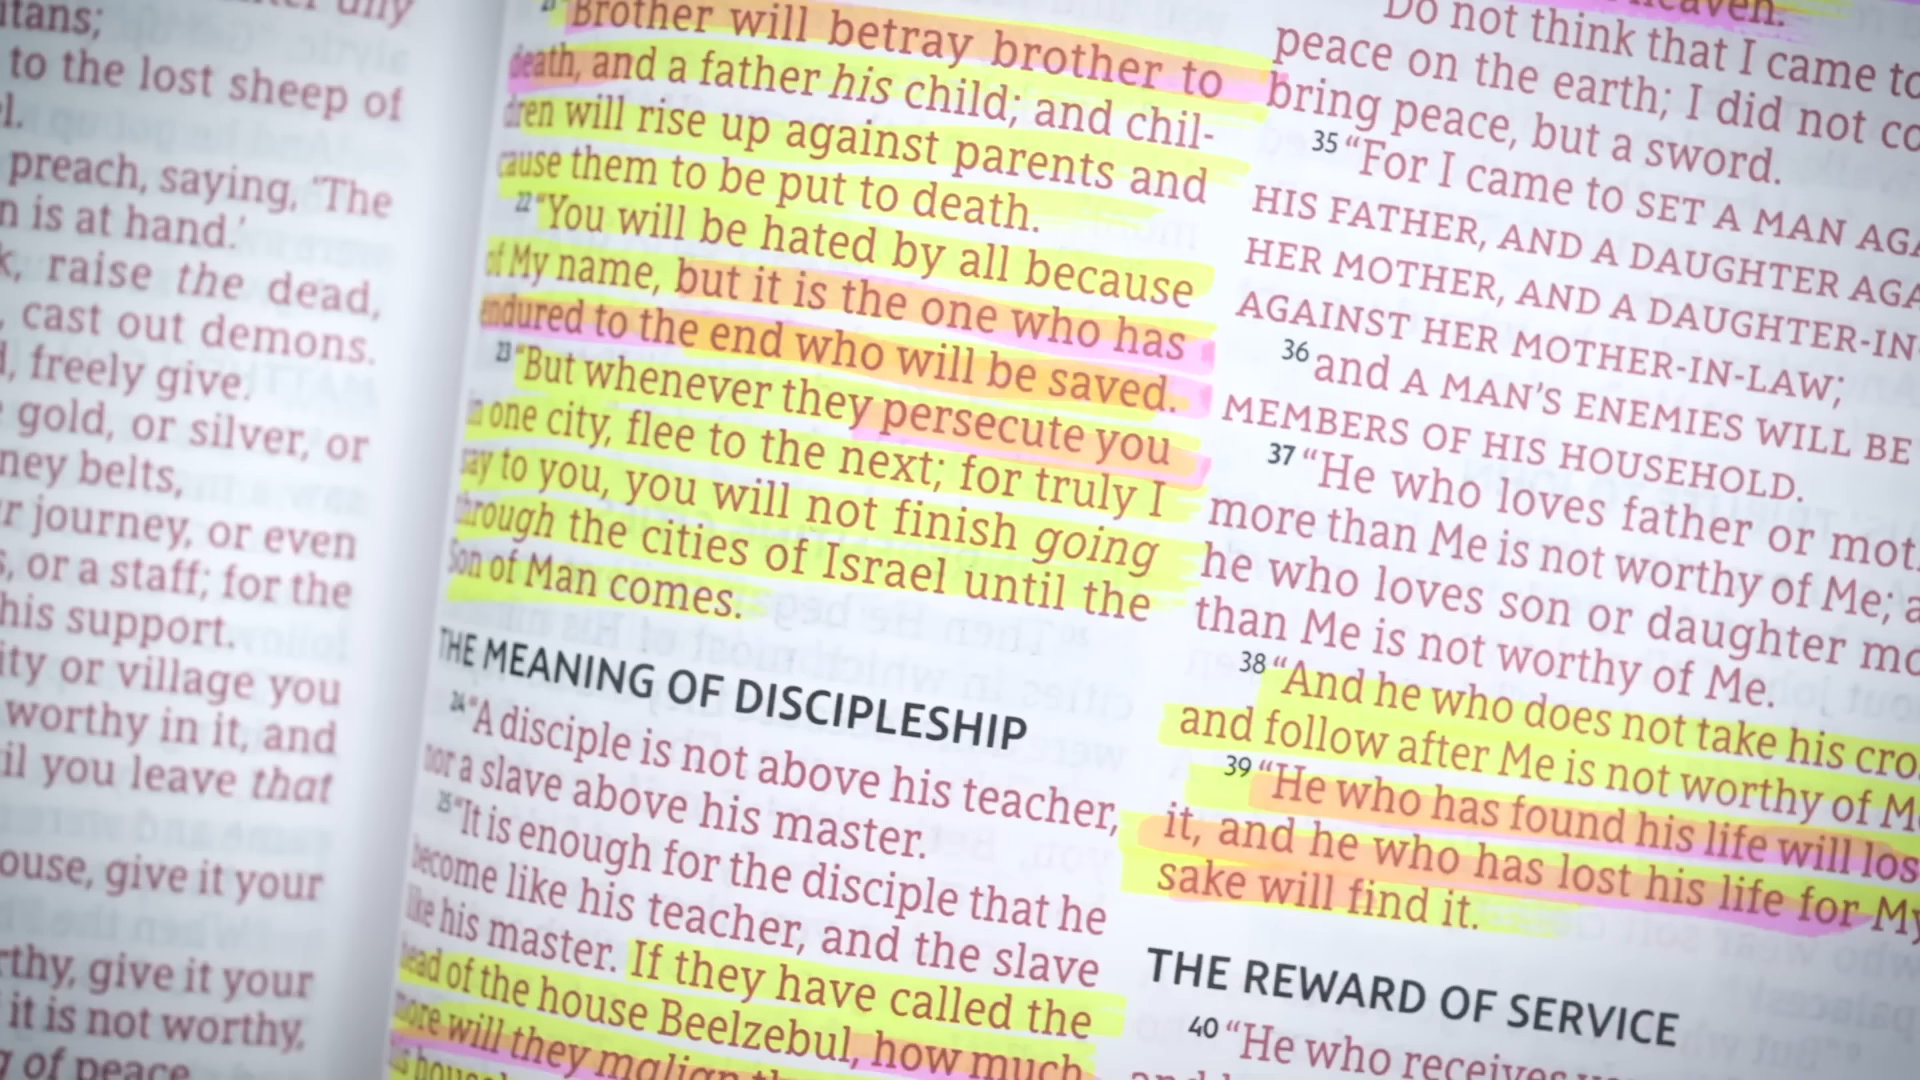 itans;
to the lost sheep of
l.
preach, saying, 'The
n is at hand.'
k, raise the dead,
, cast out demons.
d, freely give.
gold, or silver, or
ney belts,
r journey, or even
s, or a staff; for the
his support.
ity or village you
worthy in it, and
il you leave that
ouse, give it your
rthy, give it your
it is not worthy,
g of peace
21 "Brother will betray brother to
death, and a father his child; and chil-
dren will rise up against parents and
cause them to be put to death.
22 "You will be hated by all because
of My name, but it is the one who has
endured to the end who will be saved.
23 "But whenever they persecute you
in one city, flee to the next; for truly I
say to you, you will not finish going
through the cities of Israel until the
Son of Man comes.
THE MEANING OF DISCIPLESHIP
24 "A disciple is not above his teacher,
nor a slave above his master.
25 "It is enough for the disciple that he
become like his teacher, and the slave
like his master. If they have called the
head of the house Beelzebul, how much
more will they malign
heaven.
Do not think that I came to
peace on the earth; I did not co
bring peace, but a sword.
35 "For I came to SET A MAN AGA
HIS FATHER, AND A DAUGHTER AGA
HER MOTHER, AND A DAUGHTER-IN-
AGAINST HER MOTHER-IN-LAW;
36 and A MAN'S ENEMIES WILL BE
MEMBERS OF HIS HOUSEHOLD.
37 "He who loves father or mot
more than Me is not worthy of Me; a
he who loves son or daughter mo
than Me is not worthy of Me.
38 "And he who does not take his cro
and follow after Me is not worthy of M
39 "He who has found his life will los
it, and he who has lost his life for My
sake will find it.
THE REWARD OF SERVICE
40 "He who receives